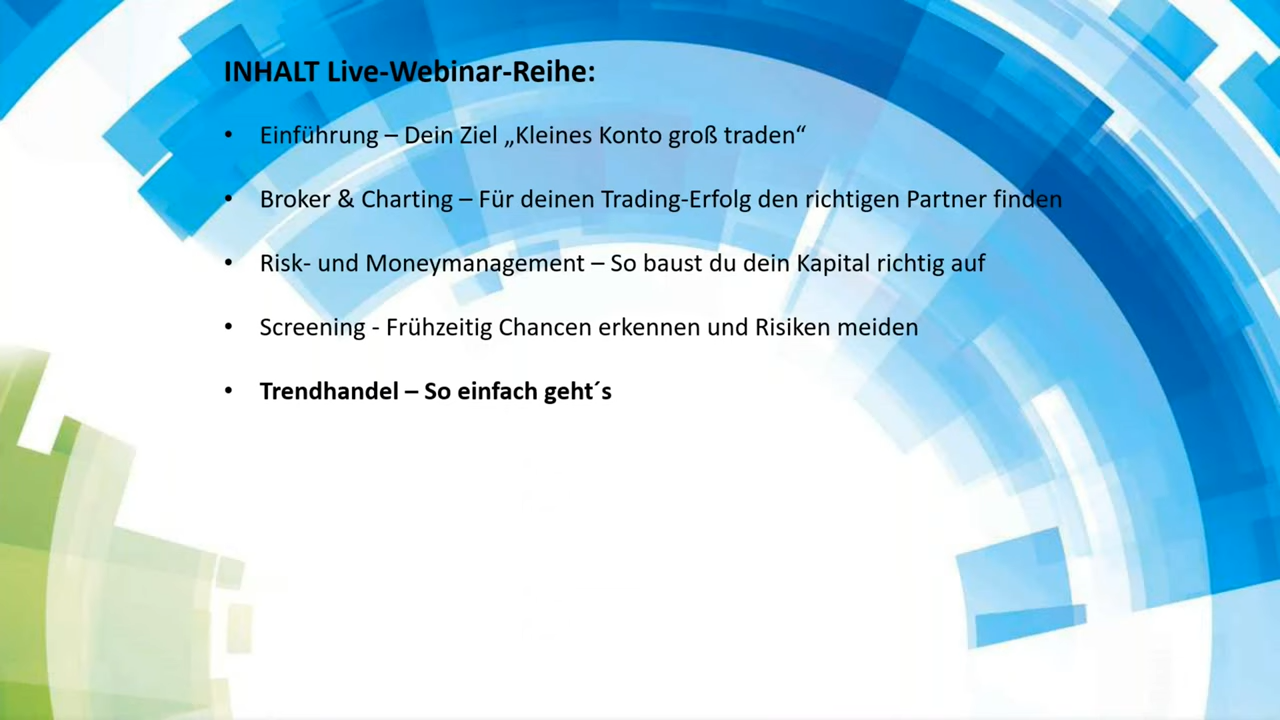 INHALT Live-Webinar-Reihe:
• Einführung – Dein Ziel „Kleines Konto groß traden“
• Broker & Charting – Für deinen Trading-Erfolg den richtigen Partner finden
• Risk- und Moneymanagement – So baust du dein Kapital richtig auf
• Screening - Frühzeitig Chancen erkennen und Risiken meiden
• Trendhandel – So einfach geht´s